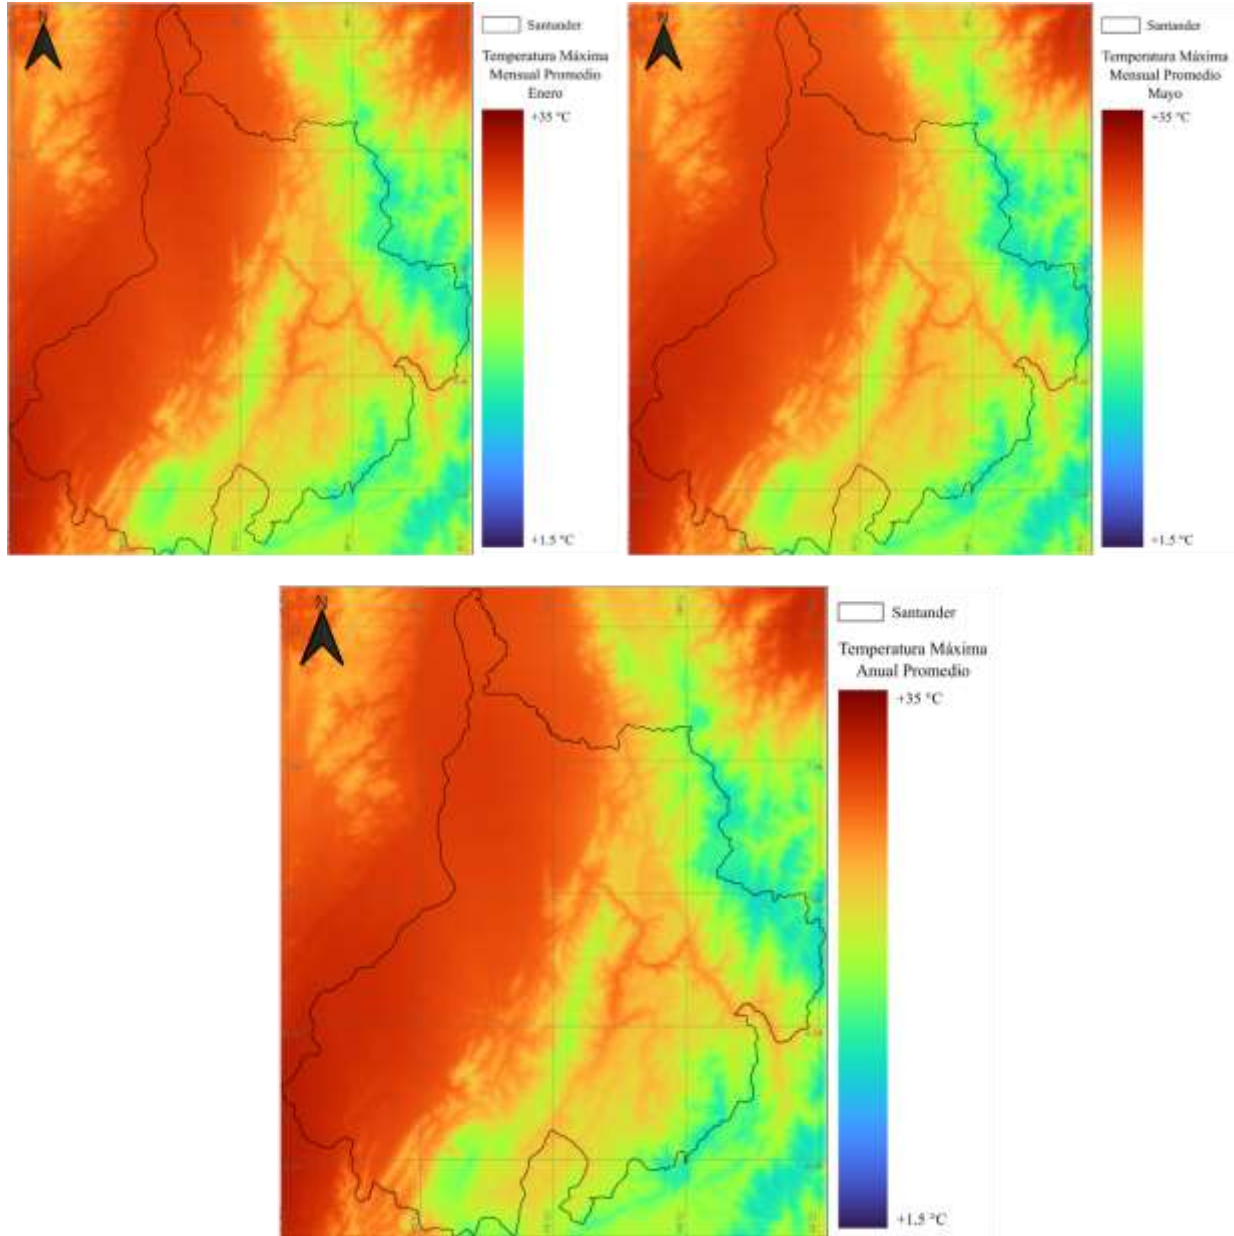 N
Santander
Temperatura Máxima
Mensual Promedio
Enero
+35 °C
+1.5 °C
N
Santander
Temperatura Máxima
Mensual Promedio
Mayo
+35 °C
+1.5 °C
N
Santander
Temperatura Máxima
Anual Promedio
+35 °C
+1.5 °C